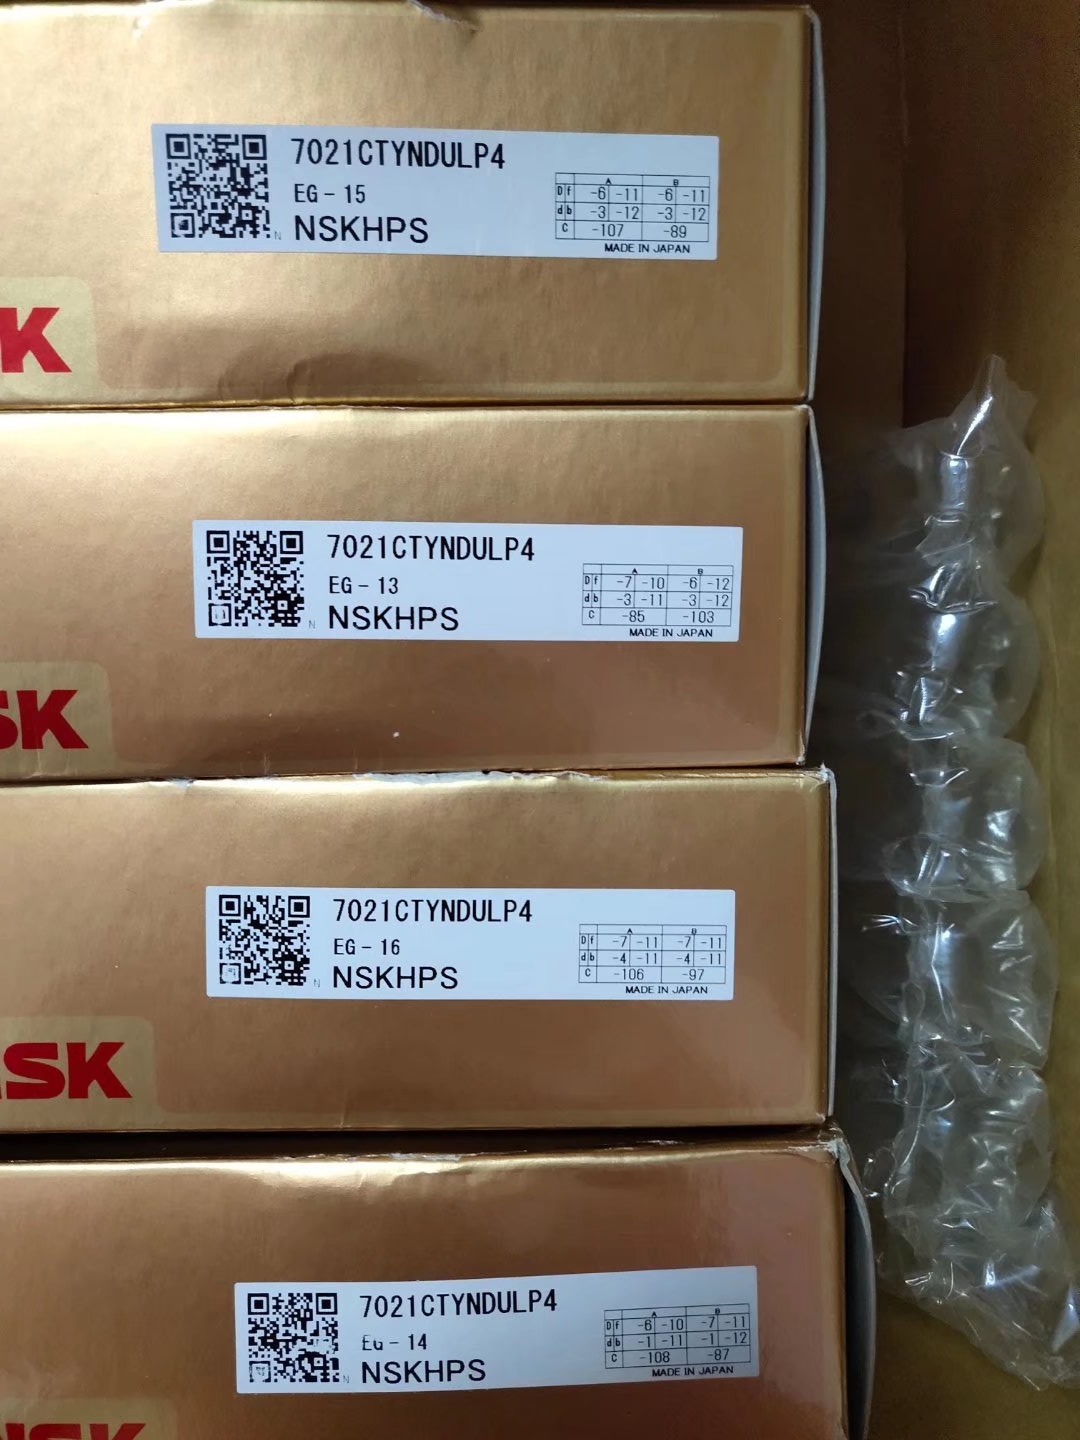 7021CTYNDULP4
EG - 15
NSKHPS
N
A B
Df -6 -11 -6 -11
db -3 -12 -3 -12
C -107 -89
MADE IN JAPAN
K
7021CTYNDULP4
EG - 13
NSKHPS
N
A B
Df -7 -10 -6 -12
db -3 -11 -3 -12
C -85 -103
MADE IN JAPAN
SK
7021CTYNDULP4
EG - 16
NSKHPS
N
A B
Df -7 -11 -7 -11
db -4 -11 -4 -11
C -106 -97
MADE IN JAPAN
SK
7021CTYNDULP4
EG - 14
NSKHPS
N
A B
Df -6 -10 -7 -11
db -1 -11 -1 -12
C -108 -87
MADE IN JAPAN
NSK